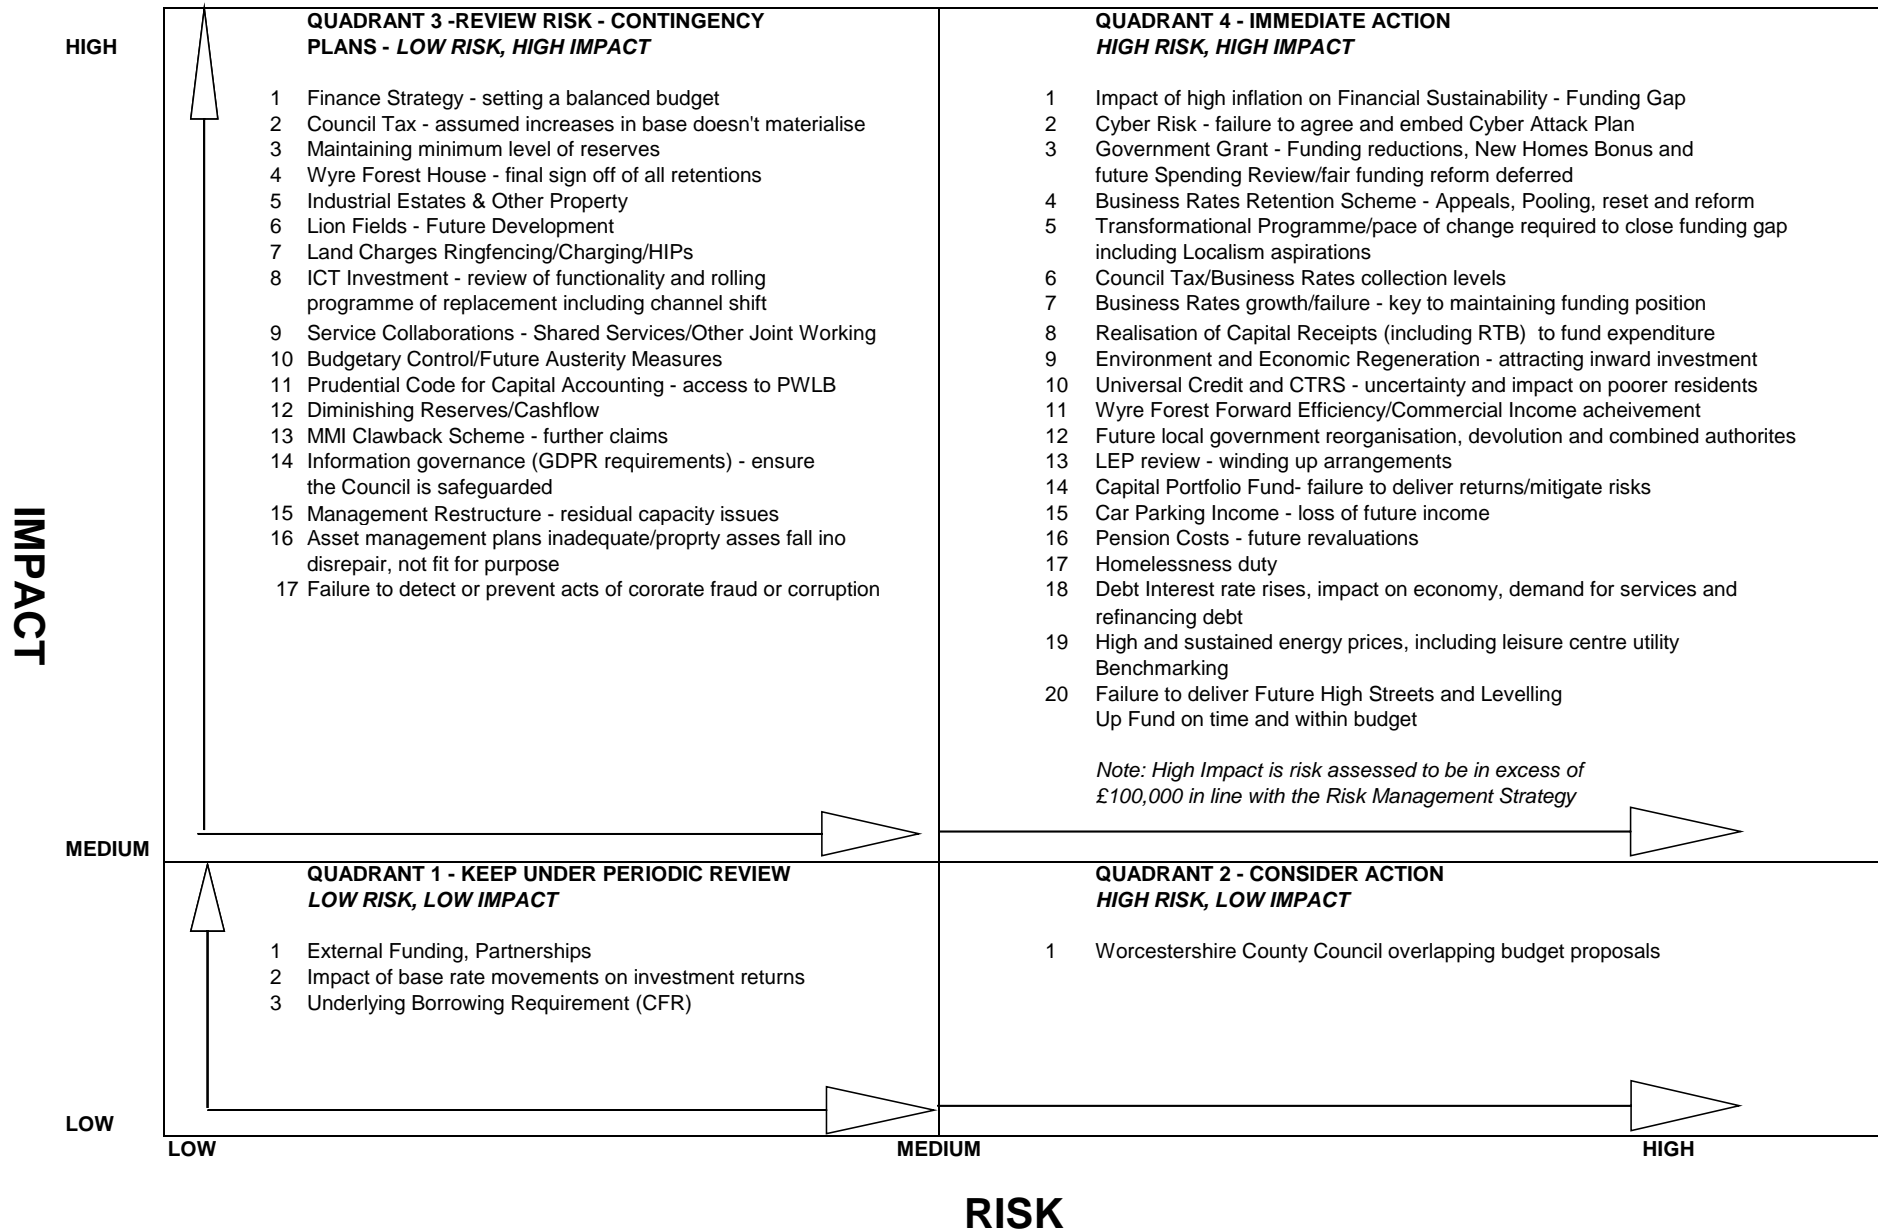 HIGH
QUADRANT 3 -REVIEW RISK - CONTINGENCY
PLANS - LOW RISK, HIGH IMPACT
1 Finance Strategy - setting a balanced budget
2 Council Tax - assumed increases in base doesn't materialise
3 Maintaining minimum level of reserves
4 Wyre Forest House - final sign off of all retentions
5 Industrial Estates & Other Property
6 Lion Fields - Future Development
7 Land Charges Ringfencing/Charging/HIPs
8 ICT Investment - review of functionality and rolling
programme of replacement including channel shift
9 Service Collaborations - Shared Services/Other Joint Working
10 Budgetary Control/Future Austerity Measures
11 Prudential Code for Capital Accounting - access to PWLB
12 Diminishing Reserves/Cashflow
13 MMI Clawback Scheme - further claims
14 Information governance (GDPR requirements) - ensure
the Council is safeguarded
15 Management Restructure - residual capacity issues
16 Asset management plans inadequate/proprty asses fall ino
disrepair, not fit for purpose
17 Failure to detect or prevent acts of cororate fraud or corruption
QUADRANT 4 - IMMEDIATE ACTION
HIGH RISK, HIGH IMPACT
1 Impact of high inflation on Financial Sustainability - Funding Gap
2 Cyber Risk - failure to agree and embed Cyber Attack Plan
3 Government Grant - Funding reductions, New Homes Bonus and
future Spending Review/fair funding reform deferred
4 Business Rates Retention Scheme - Appeals, Pooling, reset and reform
5 Transformational Programme/pace of change required to close funding gap
including Localism aspirations
6 Council Tax/Business Rates collection levels
7 Business Rates growth/failure - key to maintaining funding position
8 Realisation of Capital Receipts (including RTB) to fund expenditure
9 Environment and Economic Regeneration - attracting inward investment
10 Universal Credit and CTRS - uncertainty and impact on poorer residents
11 Wyre Forest Forward Efficiency/Commercial Income acheivement
12 Future local government reorganisation, devolution and combined authorites
13 LEP review - winding up arrangements
14 Capital Portfolio Fund- failure to deliver returns/mitigate risks
15 Car Parking Income - loss of future income
16 Pension Costs - future revaluations
17 Homelessness duty
18 Debt Interest rate rises, impact on economy, demand for services and
refinancing debt
19 High and sustained energy prices, including leisure centre utility
Benchmarking
20 Failure to deliver Future High Streets and Levelling
Up Fund on time and within budget
Note: High Impact is risk assessed to be in excess of
£100,000 in line with the Risk Management Strategy
IMPACT
MEDIUM
QUADRANT 1 - KEEP UNDER PERIODIC REVIEW
LOW RISK, LOW IMPACT
1 External Funding, Partnerships
2 Impact of base rate movements on investment returns
3 Underlying Borrowing Requirement (CFR)
QUADRANT 2 - CONSIDER ACTION
HIGH RISK, LOW IMPACT
1 Worcestershire County Council overlapping budget proposals
LOW
LOW
MEDIUM
HIGH
RISK